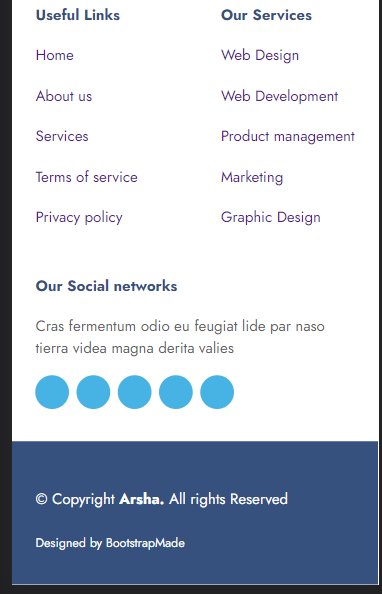 Useful Links
Home
About us
Services
Terms of service
Privacy policy
Our Services
Web Design
Web Development
Product management
Marketing
Graphic Design
Our Social networks
Cras fermentum odio eu feugiat lide par naso
tierra videa magna derita valies
© Copyright Arsha. All rights Reserved
Designed by BootstrapMade